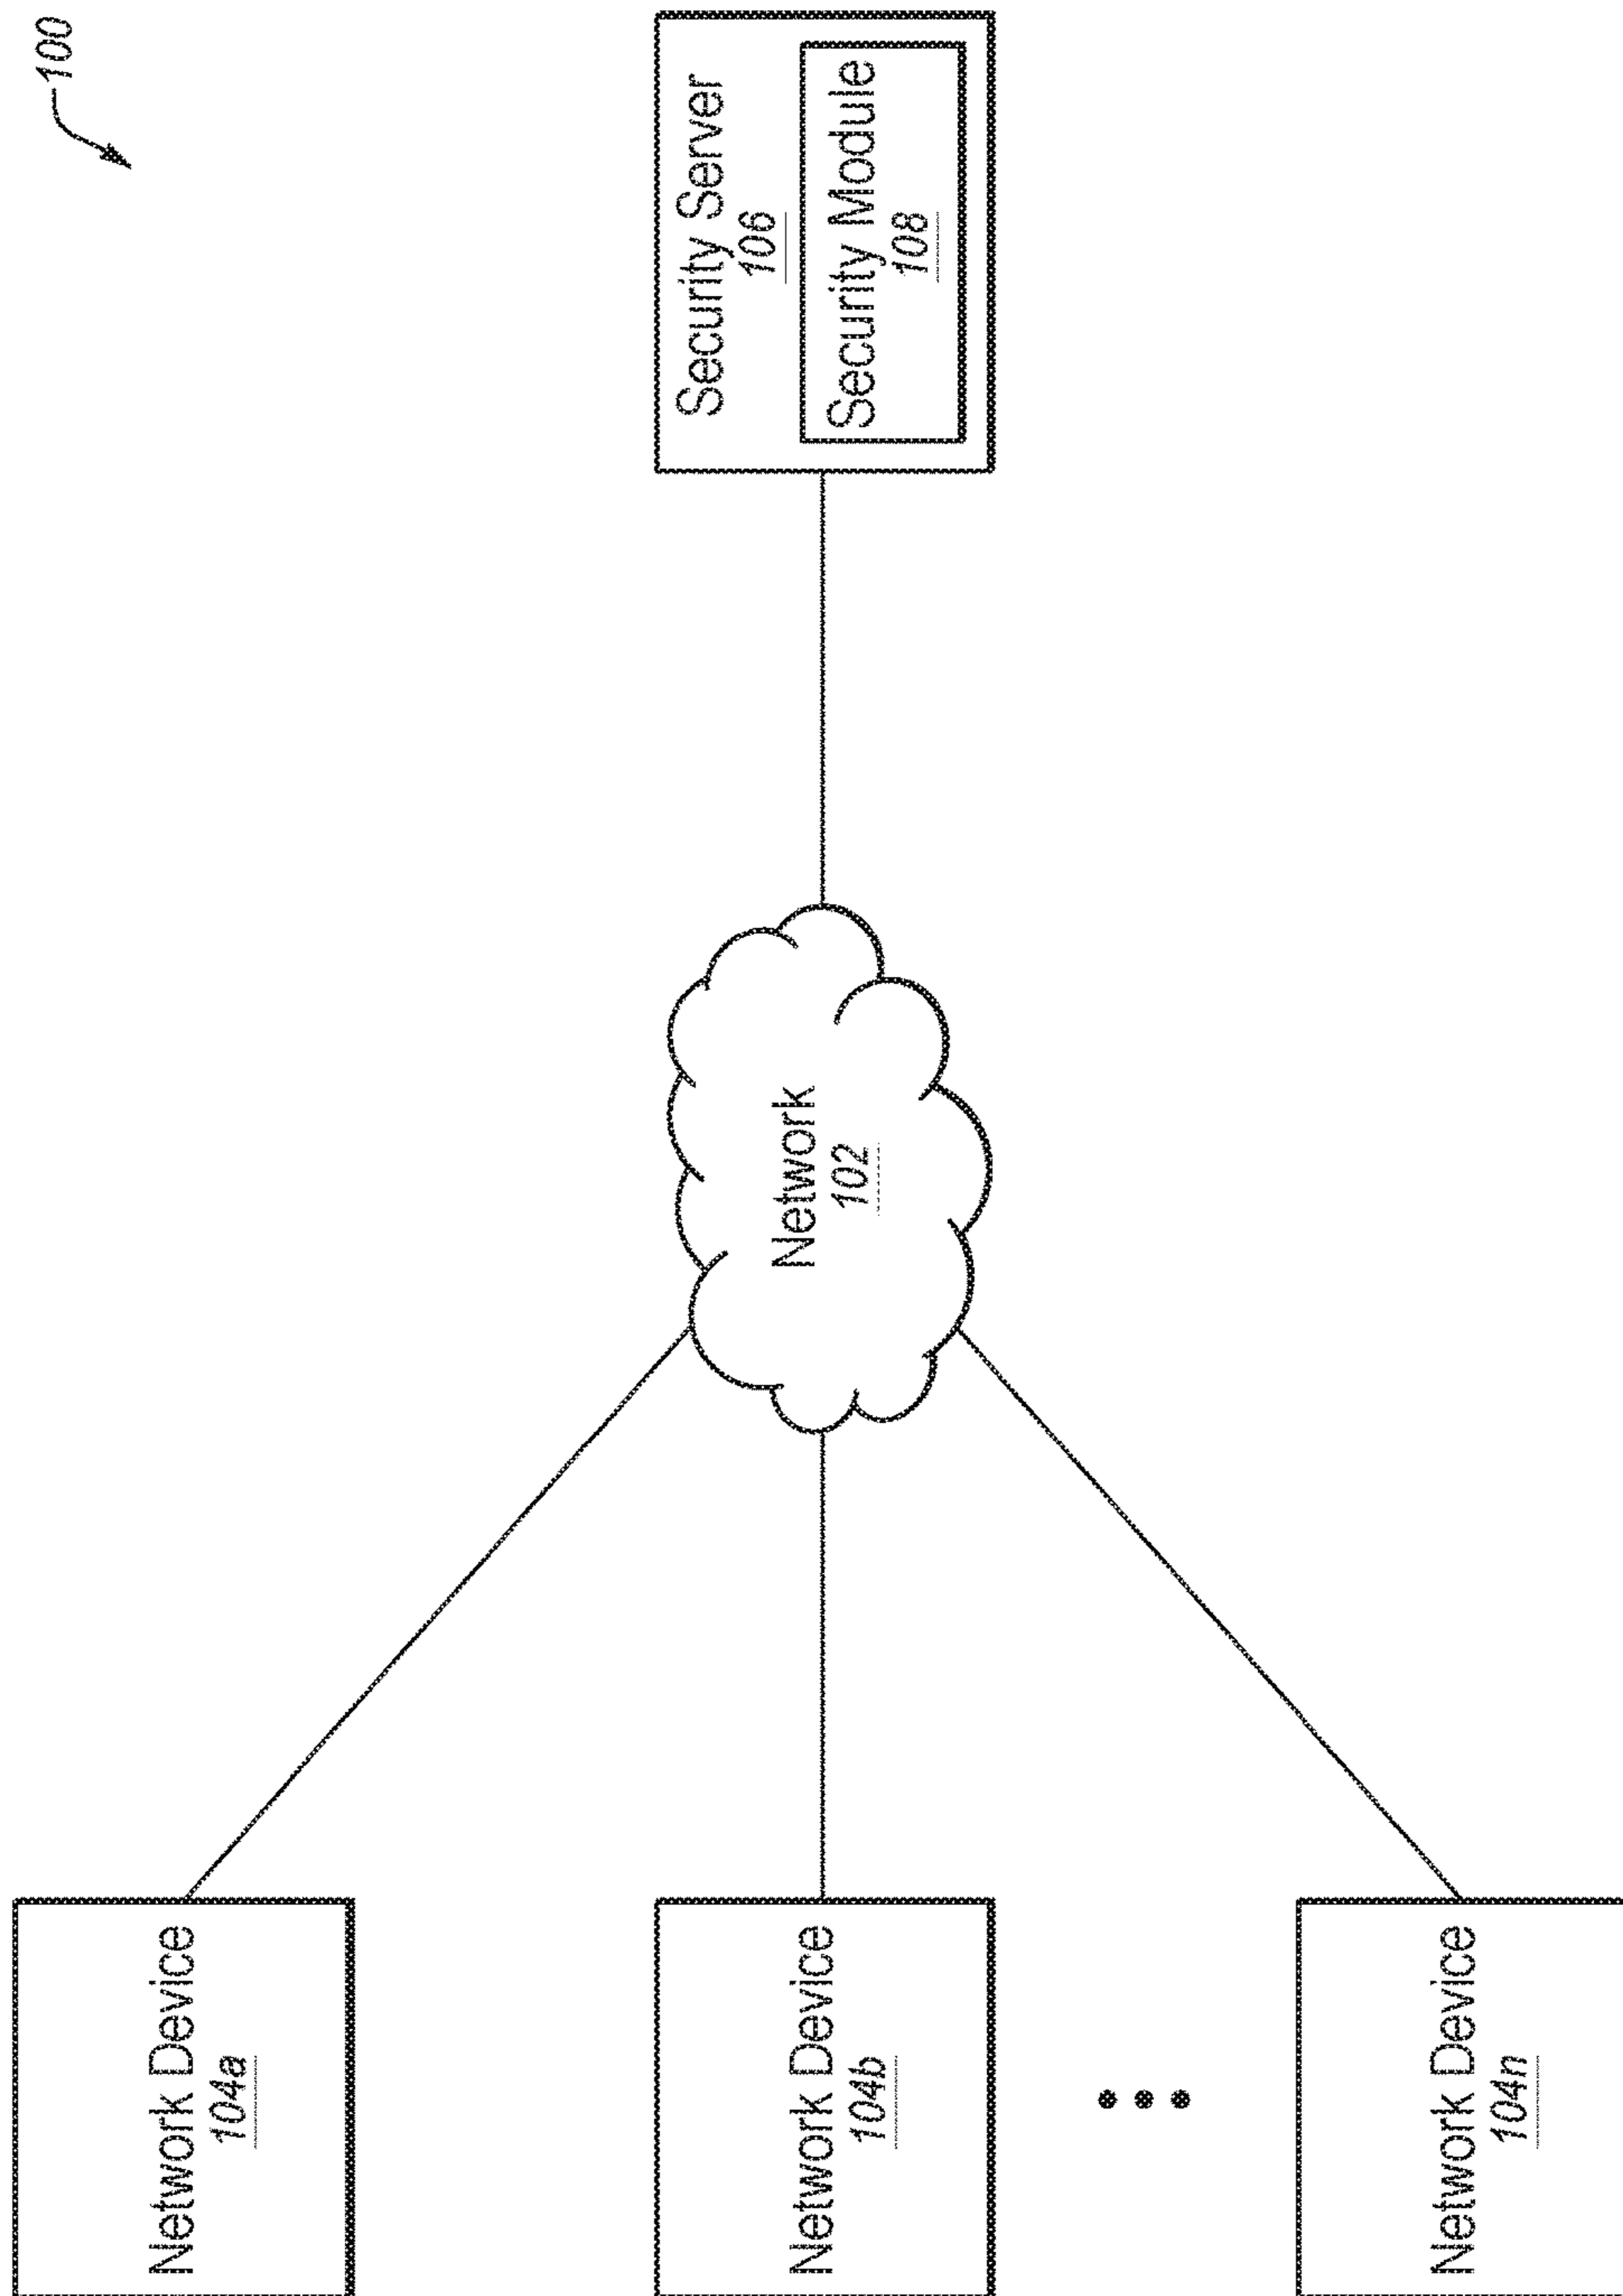 100
Network Device
104a
Network Device
104b
Network Device
104n
Network
102
Security Server
106
Security Module
108